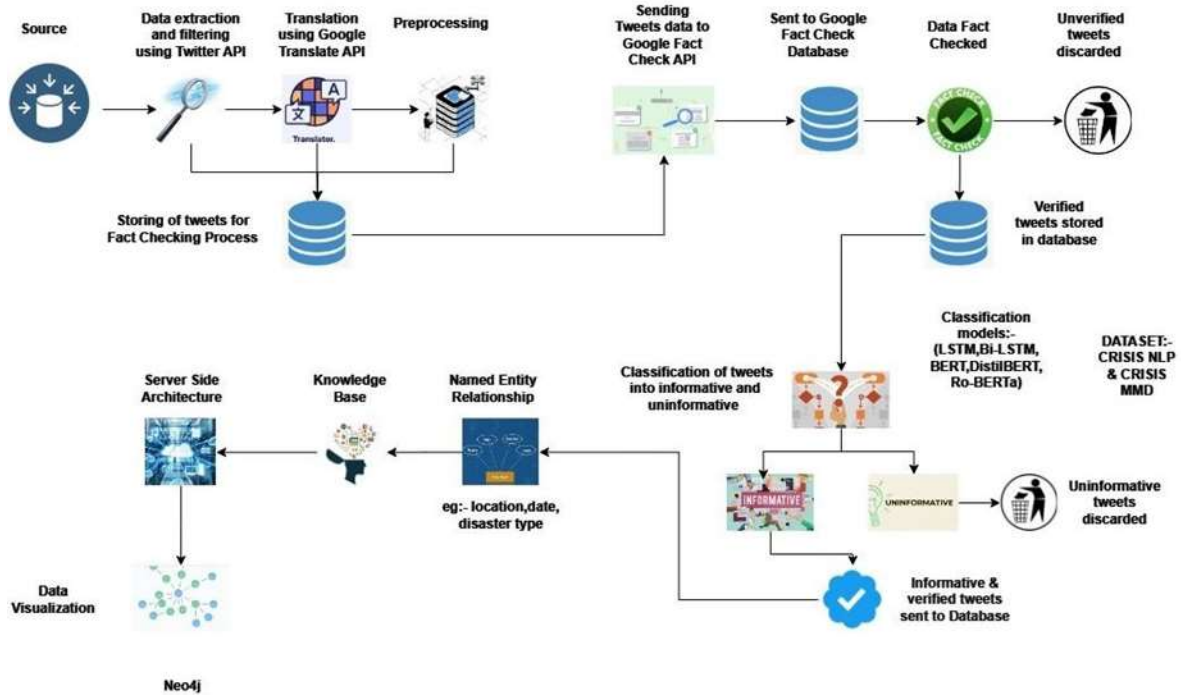 Source
Data extraction
and filtering
using Twitter API
Translation
using Google
Translate API
Preprocessing
Sending
Tweets data to
Google Fact
Check API
Sent to Google
Fact Check
Database
Data Fact
Checked
Unverified
tweets
discarded
Translator.
FACT CHECK
FACT CHECK
Storing of tweets for
Fact Checking Process
Verified
tweets stored
in database
Classification
models:-
(LSTM,Bi-LSTM,
BERT,DistilBERT,
Ro-BERTa)
DATASET:-
CRISIS NLP
& CRISIS
MMD
Server Side
Architecture
Knowledge
Base
Named Entity
Relationship
Classification of tweets
into informative and
uninformative
INFORMATIVE
UNINFORMATIVE
Uninformative
tweets
discarded
eg:- location,date,
disaster type
Data
Visualization
Informative &
verified tweets
sent to Database
Neo4j